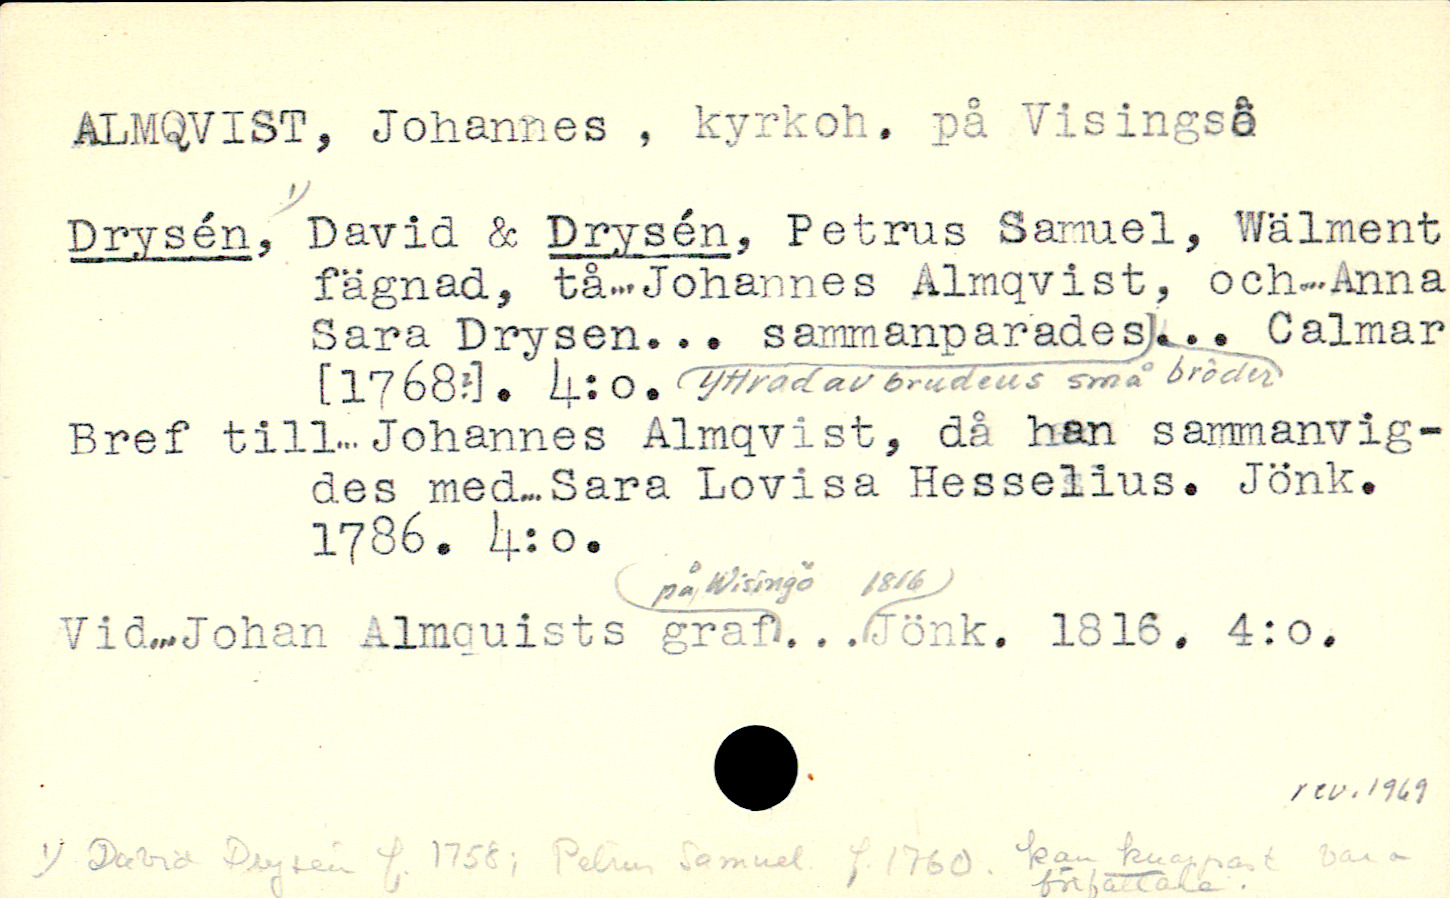 ALMQVIST, Johannes , kyrkoh. på Visingsö
1)
Drysén, David & Drysén, Petrus Samuel, Wälment
fägnad, tå...Johannes Almqvist, och...Anna
Sara Drysen... sammanparades)... Calmar
[1768?]. 4:o. yttrad av brudens små bröder
Bref till...Johannes Almqvist, då han sammanvig-
des med...Sara Lovisa Hesselius. Jönk.
1786. 4:o.
på Wisingö 1816
Vid...Johan Almquists graf)...Jönk. 1816. 4:o.
rev. 1969
1) David Drysén f. 1758; Petrus Samuel f. 1760. kan knappast vara
författare.